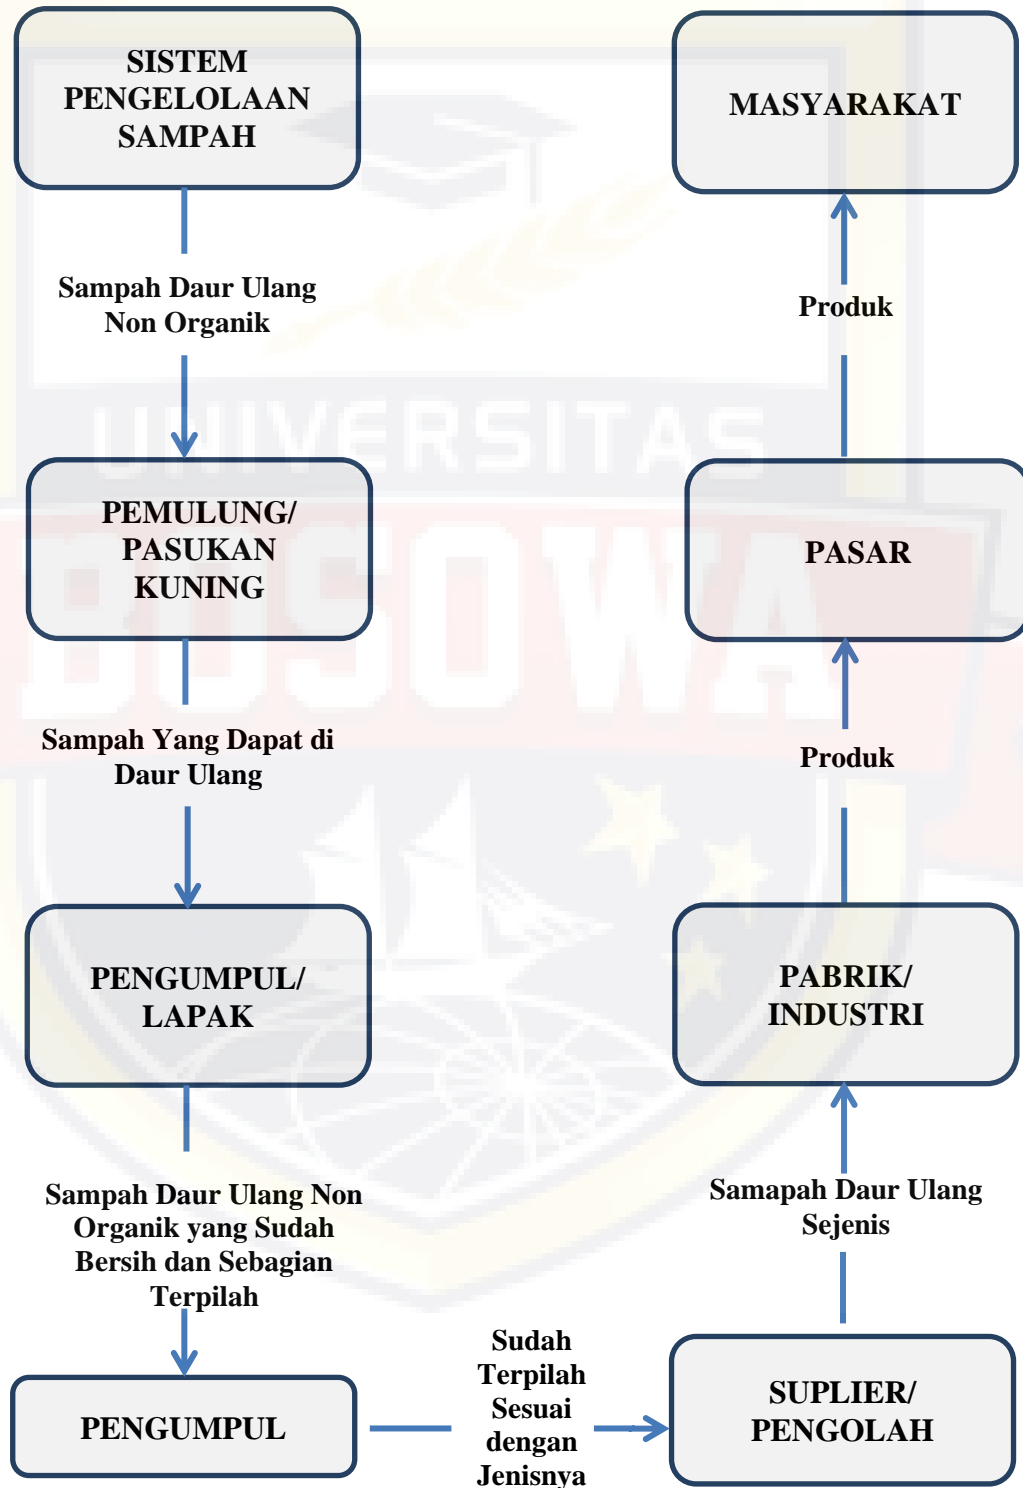 SISTEM
PENGELOLAAN
SAMPAH
Sampah Daur Ulang
Non Organik
PEMULUNG/
PASUKAN
KUNING
Sampah Yang Dapat di
Daur Ulang
PENGUMPUL/
LAPAK
Sampah Daur Ulang Non
Organik yang Sudah
Bersih dan Sebagian
Terpilah
PENGUMPUL
Sudah
Terpilah
Sesuai
dengan
Jenisnya
SUPLIER/
PENGOLAH
Samapah Daur Ulang
Sejenis
PABRIK/
INDUSTRI
Produk
PASAR
Produk
MASYARAKAT
UNIVERSITAS
BOSOWA